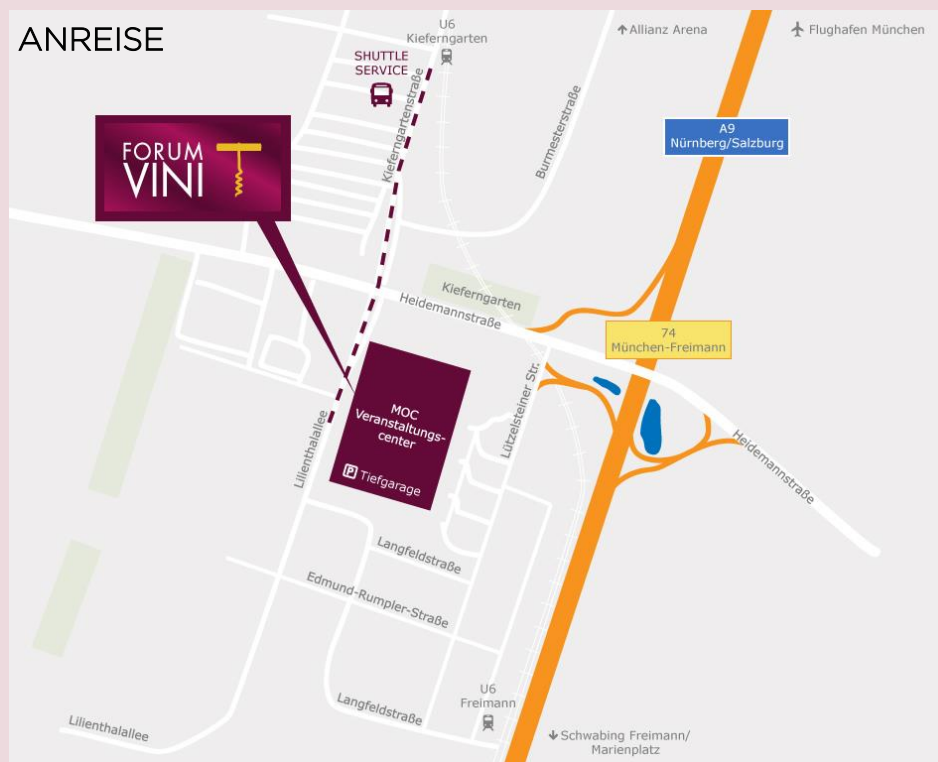 ANREISE
U6
Kieferngarten
Allianz Arena
Flughafen München
SHUTTLE
SERVICE
Kieferngartenstraße
Burmesterstraße
A9
Nürnberg/Salzburg
FORUM
VINI
Kieferngarten
Heidemannstraße
74
München-Freimann
MOC
Veranstaltungs-
center
P Tiefgarage
Lilienthalallee
Lützelsteiner Str.
Heidemannstraße
Langfeldstraße
Edmund-Rumpler-Straße
U6
Freimann
Langfeldstraße
Lilienthalallee
Schwabing Freimann/
Marienplatz